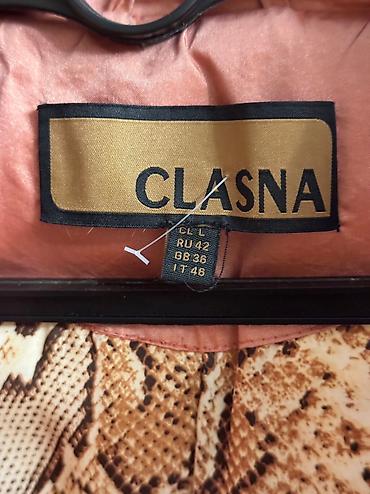 CLASNA
CL L
RU 42
GB 36
IT 46